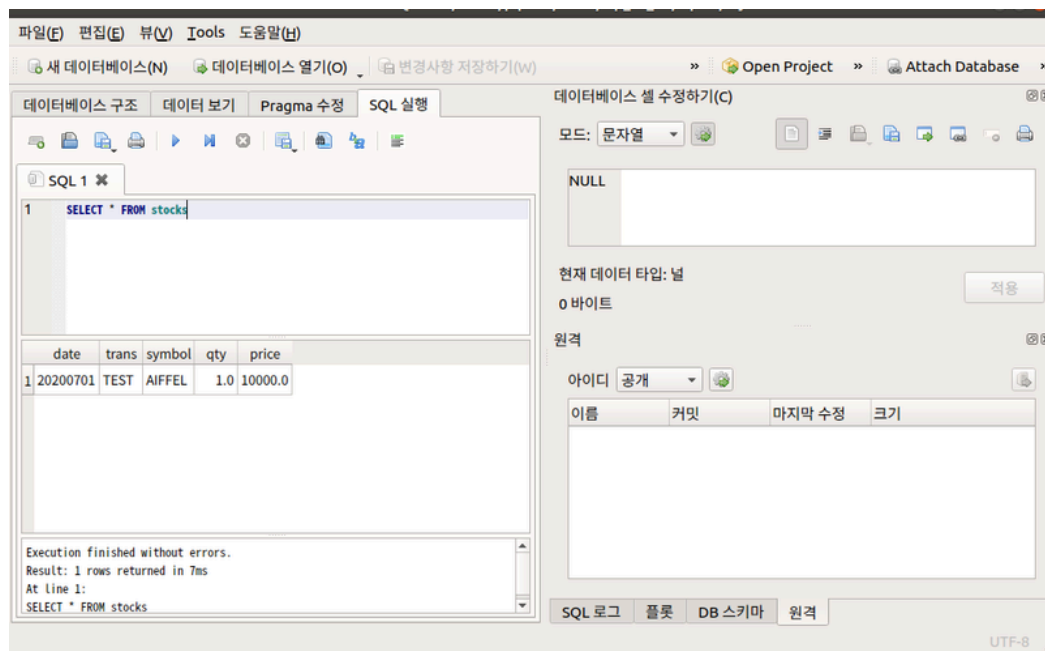 파일(F) 편집(E) 뷰(V) Tools 도움말(H)
새 데이터베이스(N) 데이터베이스 열기(O) 변경사항 저장하기(W) » Open Project » Attach Database
데이터베이스 구조 데이터 보기 Pragma 수정 SQL 실행
SQL 1
1 SELECT * FROM stocks
date trans symbol qty price
1 20200701 TEST AIFFEL 1.0 10000.0
Execution finished without errors.
Result: 1 rows returned in 7ms
At line 1:
SELECT * FROM stocks
데이터베이스 셀 수정하기(C)
모드: 문자열
NULL
현재 데이터 타입: 널
0 바이트
적용
원격
아이디 공개
이름 커밋 마지막 수정 크기
SQL 로그 플롯 DB 스키마 원격
UTF-8